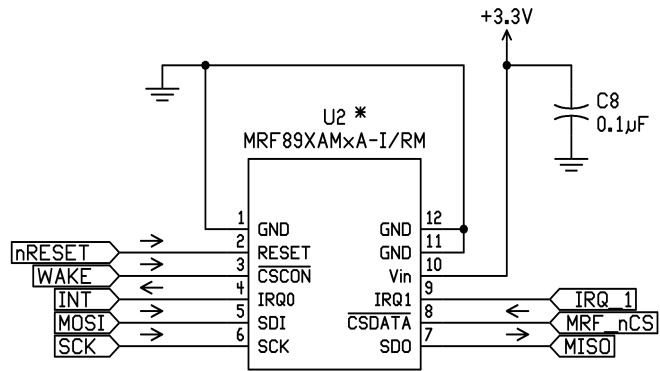 +3.3V
C8
0.1µF
U2 *
MRF89XAMxA-I/RM
1 GND GND 12
nRESET 2 RESET GND 11
WAKE 3 CSCON Vin 10
INT 4 IRQ0 IRQ1 9 IRQ_1
MOSI 5 SDI CSDATA 8 MRF_nCS
SCK 6 SCK SDO 7 MISO